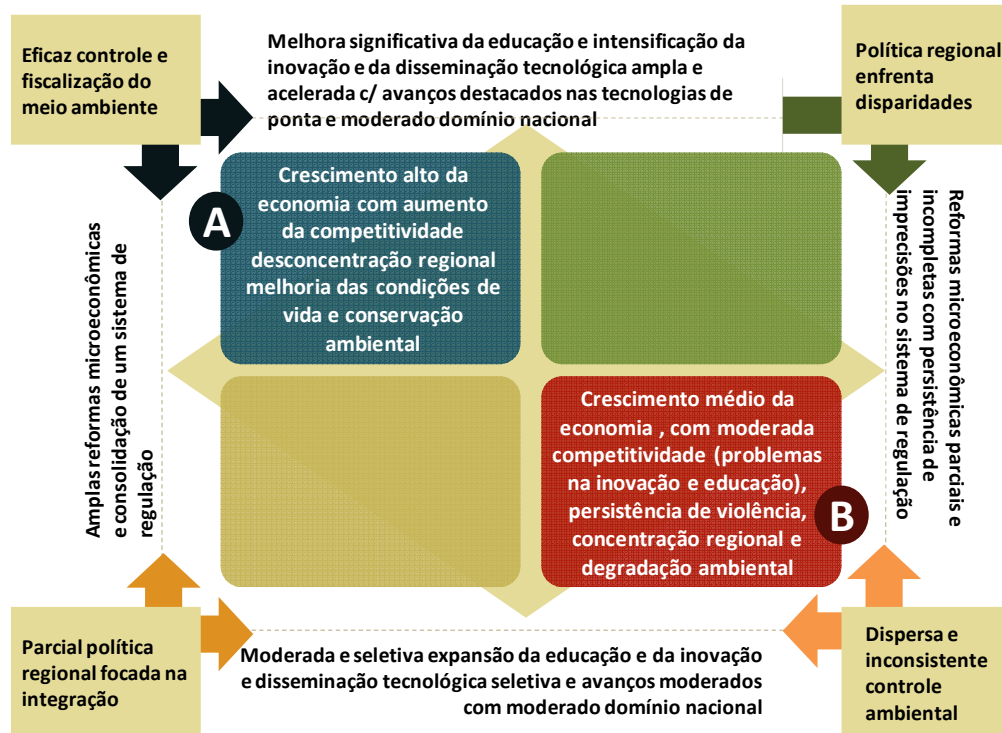 Eficaz controle e
fiscalização do
meio ambiente
Melhora significativa da educação e intensificação da
inovação e da disseminação tecnológica ampla e
acelerada c/ avanços destacados nas tecnologias de
ponta e moderado domínio nacional
Política regional
enfrenta
disparidades
Amplas reformas microeconômicas
e consolidação de um sistema de
regulação
A
Crescimento alto da
economia com aumento
da competitividade
desconcentração regional
melhoria das condições de
vida e conservação
ambiental
Reformas microeconômicas parciais e
incompletas com persistência de
imprecisões no sistema de regulação
Crescimento médio da
economia , com moderada
competitividade (problemas
na inovação e educação),
persistência de violência,
concentração regional e
degradação ambiental
B
Parcial política
regional focada na
integração
Moderada e seletiva expansão da educação e da inovação
e disseminação tecnológica seletiva e avanços moderados
com moderado domínio nacional
Dispersa e
inconsistente
controle
ambiental